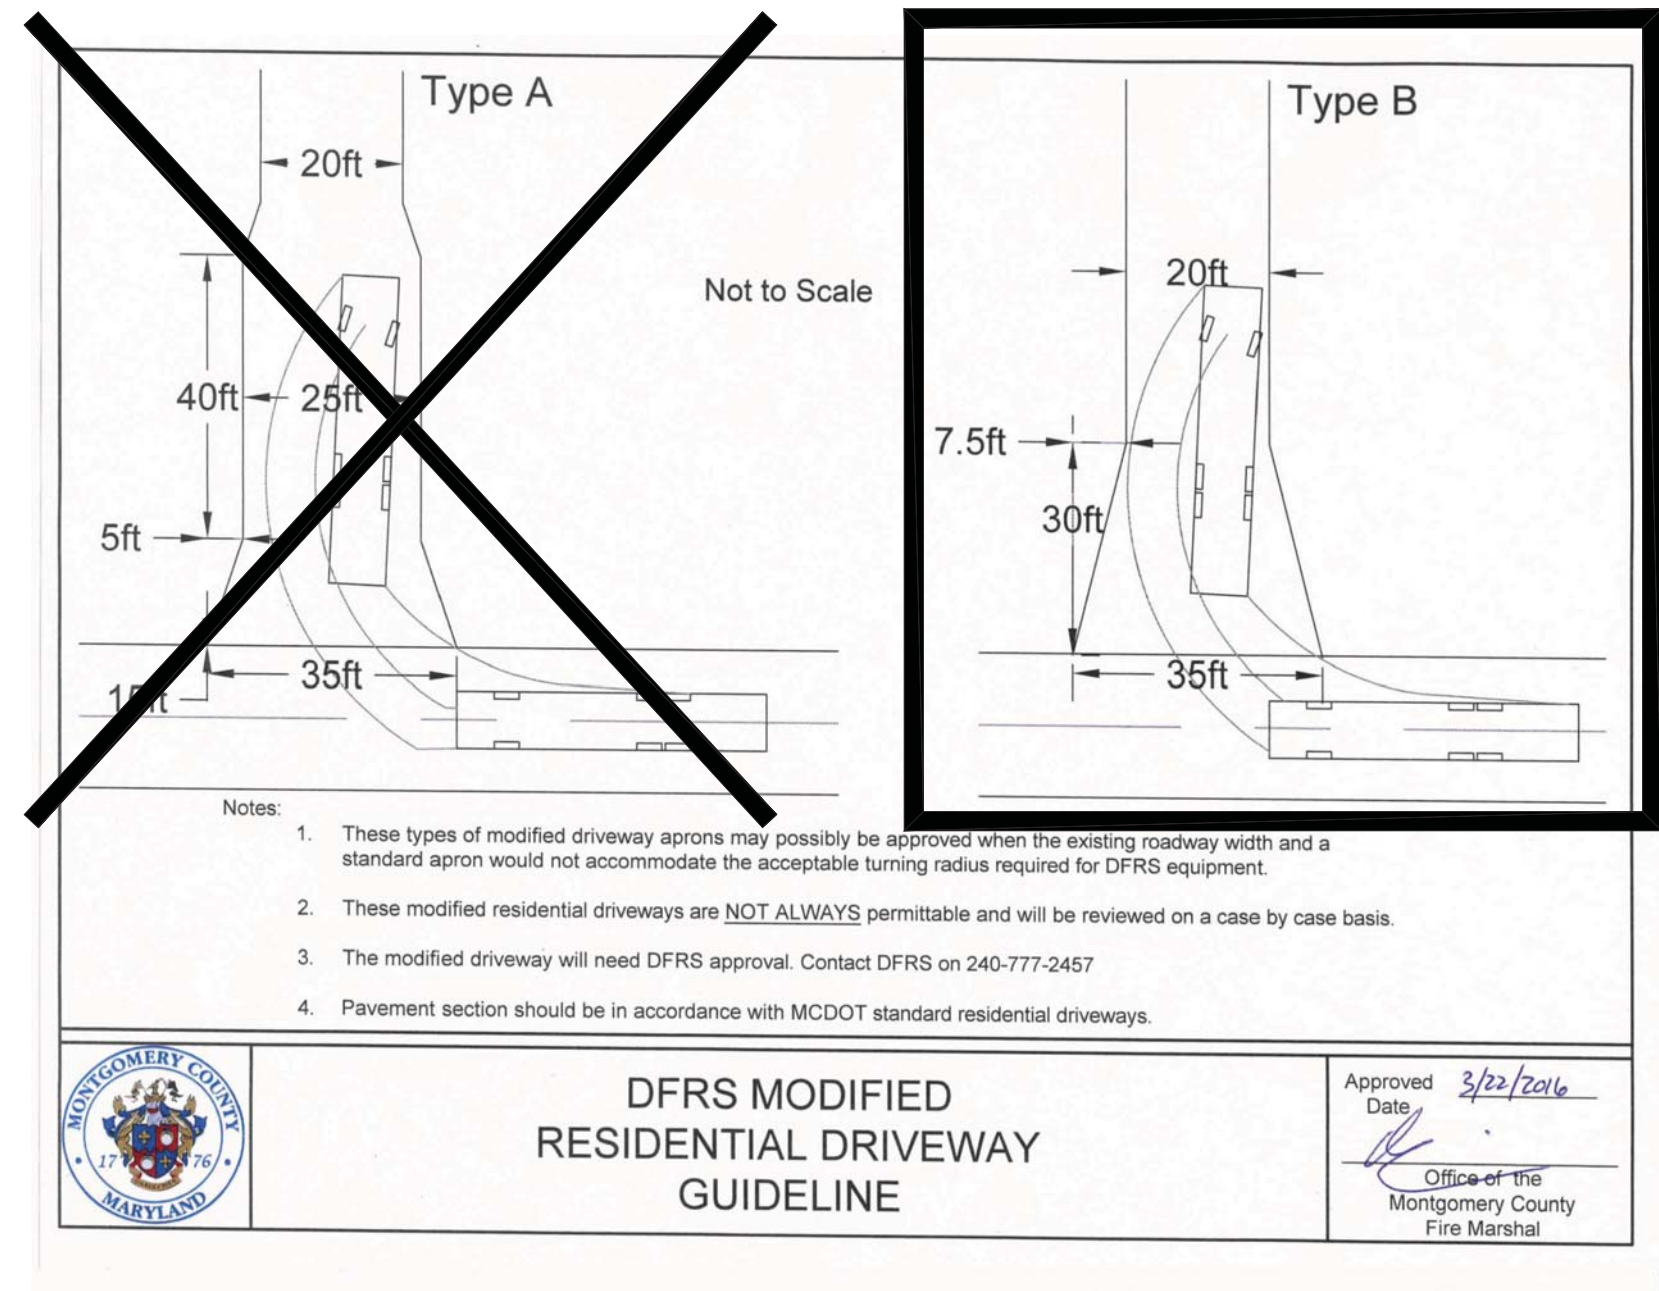 Type A
20ft
40ft
25ft
5ft
35ft
Not to Scale
Type B
20ft
7.5ft
30ft
35ft
Notes:
1. These types of modified driveway aprons may possibly be approved when the existing roadway width and a
standard apron would not accommodate the acceptable turning radius required for DFRS equipment.
2. These modified residential driveways are NOT ALWAYS permittable and will be reviewed on a case by case basis.
3. The modified driveway will need DFRS approval. Contact DFRS on 240-777-2457
4. Pavement section should be in accordance with MCDOT standard residential driveways.
MONTGOMERY COUNTY
1776
MARYLAND
DFRS MODIFIED
RESIDENTIAL DRIVEWAY
GUIDELINE
Approved 3/22/2016
Date
Office of the
Montgomery County
Fire Marshal